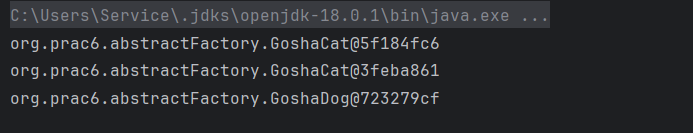 C:\Users\Service\.jdks\openjdk-18.0.1\bin\java.exe ...
org.prac6.abstractFactory.GoshaCat@5f184fc6
org.prac6.abstractFactory.GoshaCat@3feba861
org.prac6.abstractFactory.GoshaDog@723279cf